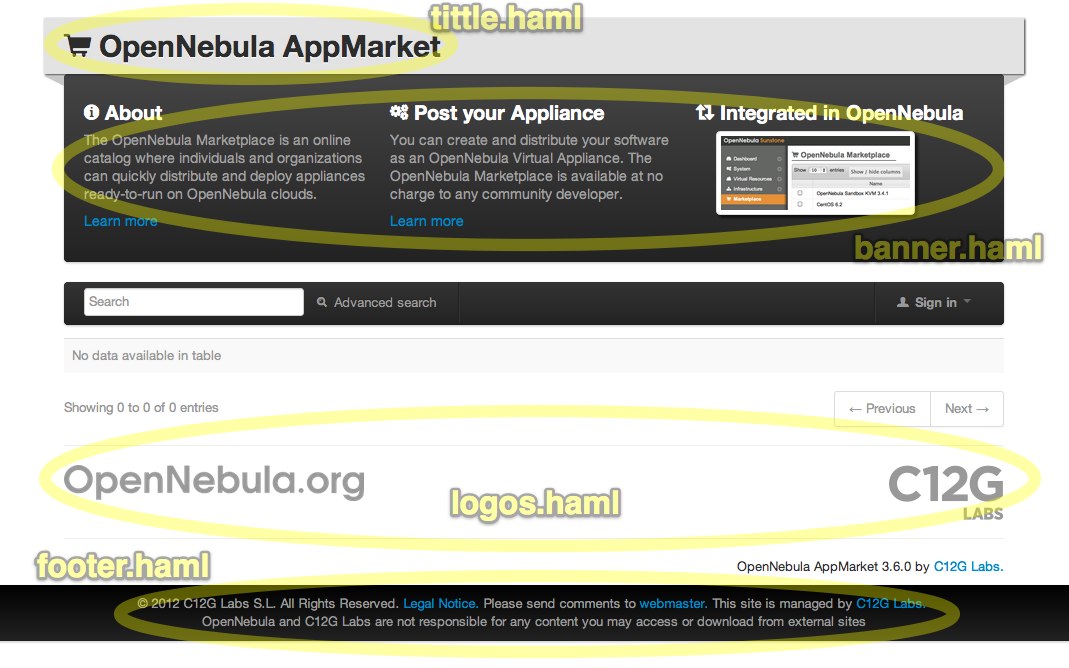 tittle.haml
OpenNebula AppMarket
About
The OpenNebula Marketplace is an online
catalog where individuals and organizations
can quickly distribute and deploy appliances
ready-to-run on OpenNebula clouds.
Learn more
Post your Appliance
You can create and distribute your software
as an OpenNebula Virtual Appliance. The
OpenNebula Marketplace is available at no
charge to any community developer.
Learn more
Integrated in OpenNebula
OpenNebula Sunstone
Dashboard
System
Virtual Resources
Infrastructure
Marketplace
OpenNebula Marketplace
Show 10 entries Show / hide columns
Name
OpenNebula Sandbox KVM 3.4.1
CentOS 6.2
banner.haml
Search Advanced search Sign in
No data available in table
Showing 0 to 0 of 0 entries ← Previous Next →
OpenNebula.org
C12G
LABS
logos.haml
footer.haml
OpenNebula AppMarket 3.6.0 by C12G Labs.
© 2012 C12G Labs S.L. All Rights Reserved. Legal Notice. Please send comments to webmaster. This site is managed by C12G Labs.
OpenNebula and C12G Labs are not responsible for any content you may access or download from external sites